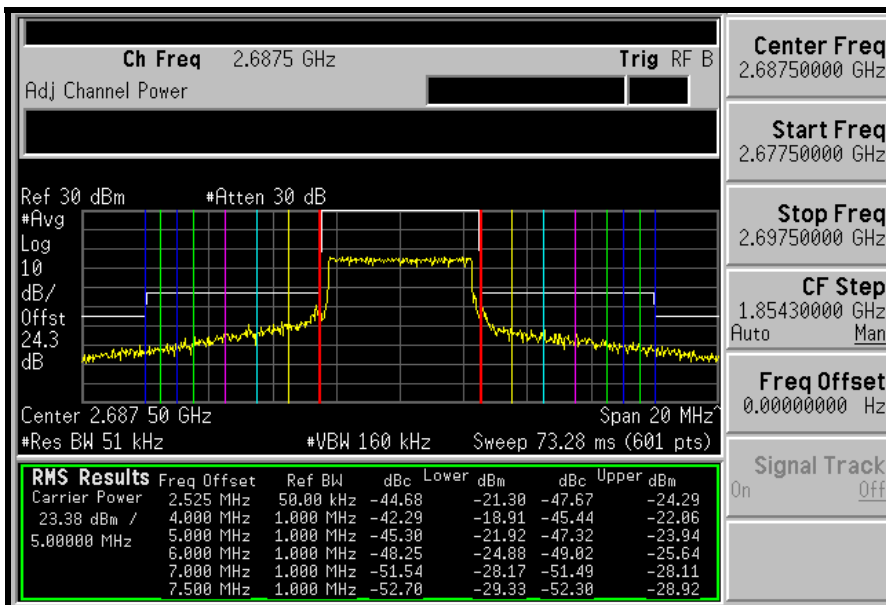 Ch Freq 2.6875 GHz Trig RF B
Adj Channel Power
Ref 30 dBm #Atten 30 dB
#Avg
Log
10
dB/
Offst
24.3
dB
Center 2.687 50 GHz Span 20 MHz^
#Res BW 51 kHz #VBW 160 kHz Sweep 73.28 ms (601 pts)
RMS Results Freq Offset Ref BW dBc Lower dBm dBc Upper dBm
Carrier Power 2.525 MHz 50.00 kHz -44.68 -21.30 -47.67 -24.29
23.38 dBm / 4.000 MHz 1.000 MHz -42.29 -18.91 -45.44 -22.06
5.00000 MHz 5.000 MHz 1.000 MHz -45.30 -21.92 -47.32 -23.94
6.000 MHz 1.000 MHz -48.25 -24.88 -49.02 -25.64
7.000 MHz 1.000 MHz -51.54 -28.17 -51.49 -28.11
7.500 MHz 1.000 MHz -52.70 -29.33 -52.30 -28.92
Center Freq
2.68750000 GHz
Start Freq
2.67750000 GHz
Stop Freq
2.69750000 GHz
CF Step
1.85430000 GHz
Auto Man
Freq Offset
0.00000000 Hz
Signal Track
On Off